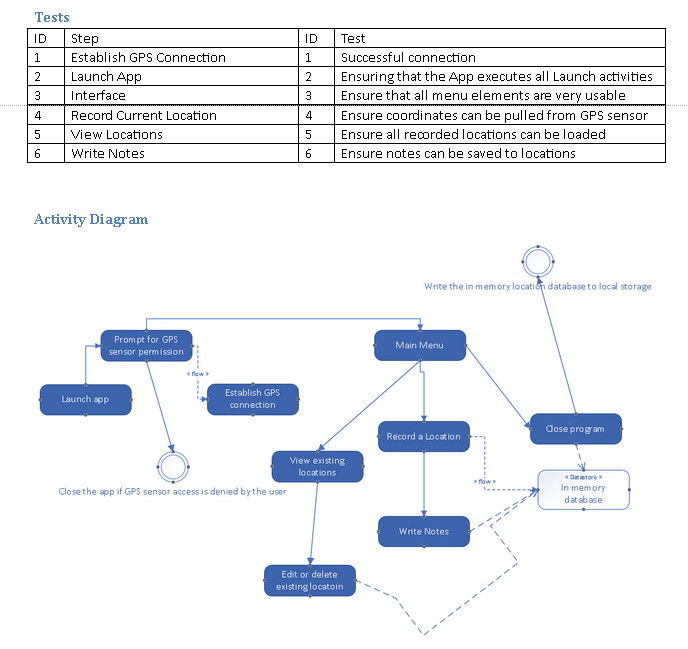 Tests
ID Step ID Test
1 Establish GPS Connection 1 Successful connection
2 Launch App 2 Ensuring that the App executes all Launch activities
3 Interface 3 Ensure that all menu elements are very usable
4 Record Current Location 4 Ensure coordinates can be pulled from GPS sensor
5 View Locations 5 Ensure all recorded locations can be loaded
6 Write Notes 6 Ensure notes can be saved to locations
Activity Diagram
Write the in memory location database to local storage
Prompt for GPS
sensor permission
Main Menu
« flow »
Launch app
Establish GPS
connection
Close program
Record a Location
View existing
locations
Close the app if GPS sensor access is denied by the user
« flow »
« Datastore »
In memory
database
Write Notes
Edit or delete
existing locatoin